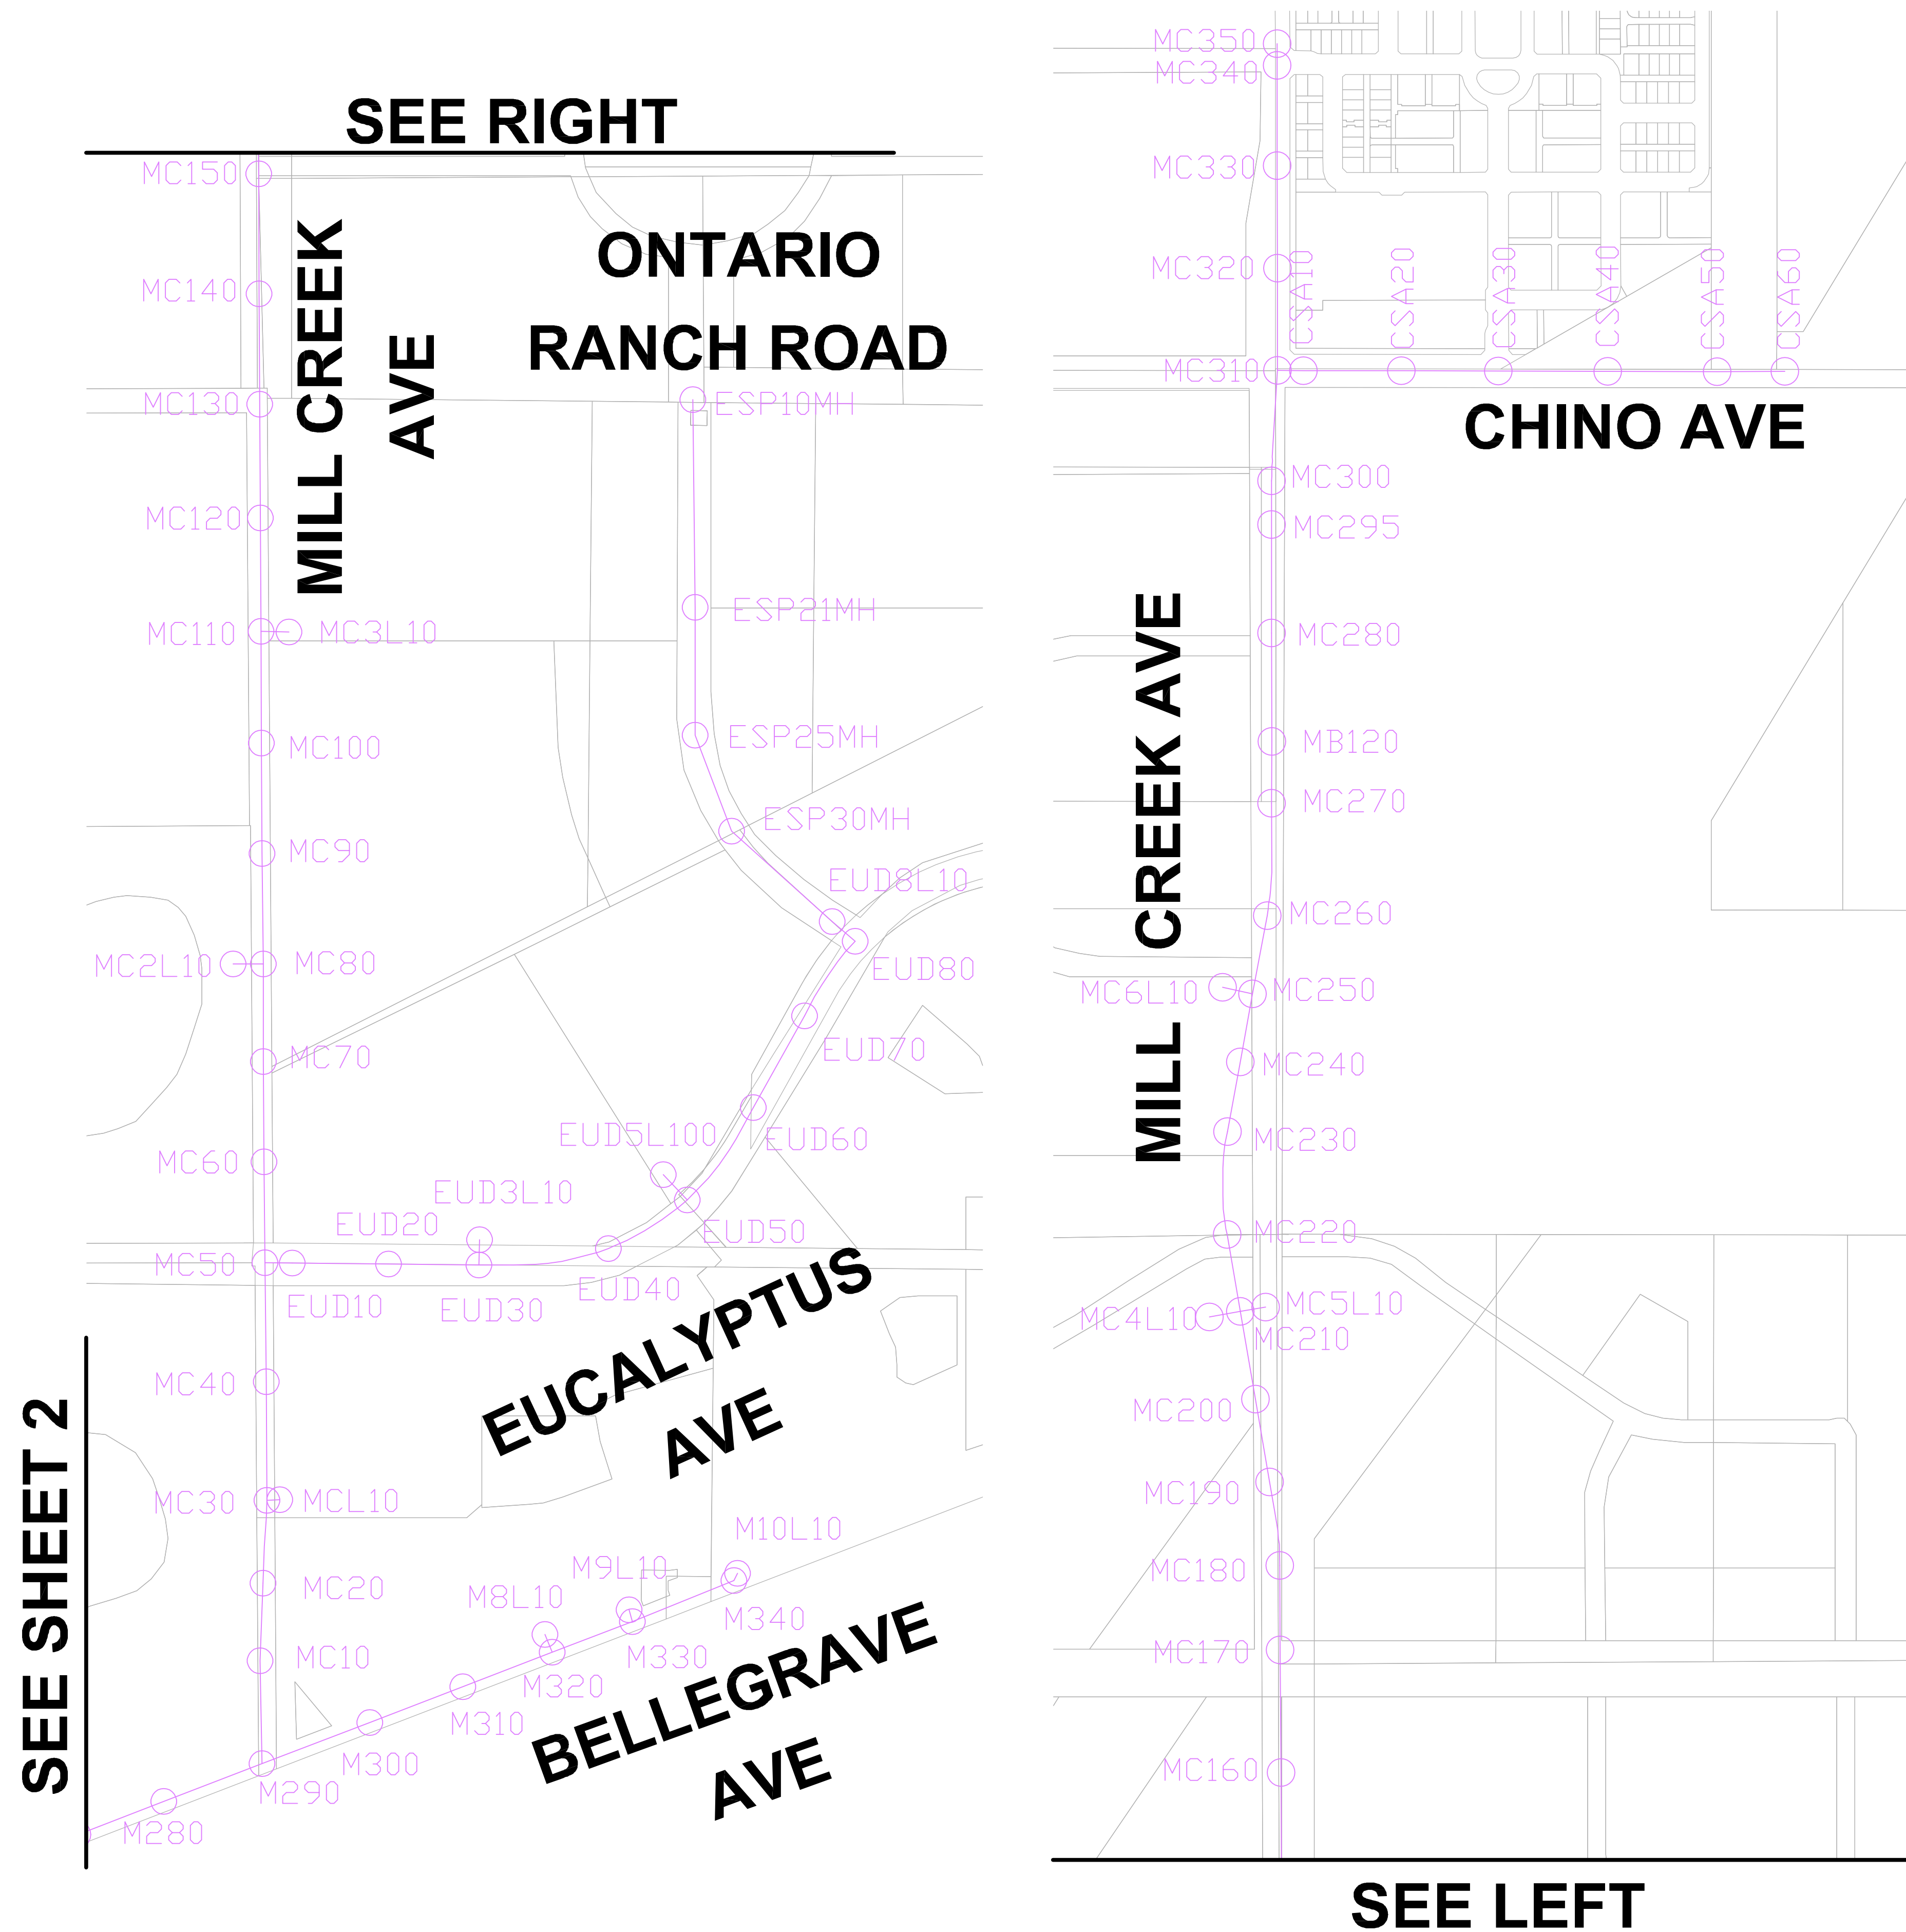 SEE RIGHT
MC150
MILL CREEK
AVE
ONTARIO
RANCH ROAD
MC140
MC130
ESP10MH
MC120
ESP21MH
MC110
MC3L10
ESP25MH
MC100
ESP30MH
MC90
EUD8L10
MC2L10
MC80
EUD80
MC70
EUD70
EUD5L100
EUD60
MC60
EUD3L10
EUD20
EUD50
MC50
EUD10
EUD30
EUD40
EUCALYPTUS
AVE
MC40
MC30
MCL10
M10L10
M9L10
M8L10
MC20
M340
M330
MC10
M320
M310
BELLEGRAVE
AVE
M300
M290
M280
SEE SHEET 2
MC350
MC340
MC330
MC320
CSA10
CSA20
CSA30
CSA40
CSA50
CSA60
MC310
CHINO AVE
MC300
MC295
MC280
MB120
MC270
MILL CREEK AVE
MC260
MC6L10
MC250
MC240
MC230
MC220
MC4L10
MC5L10
MC210
MC200
MC190
MC180
MC170
MC160
SEE LEFT